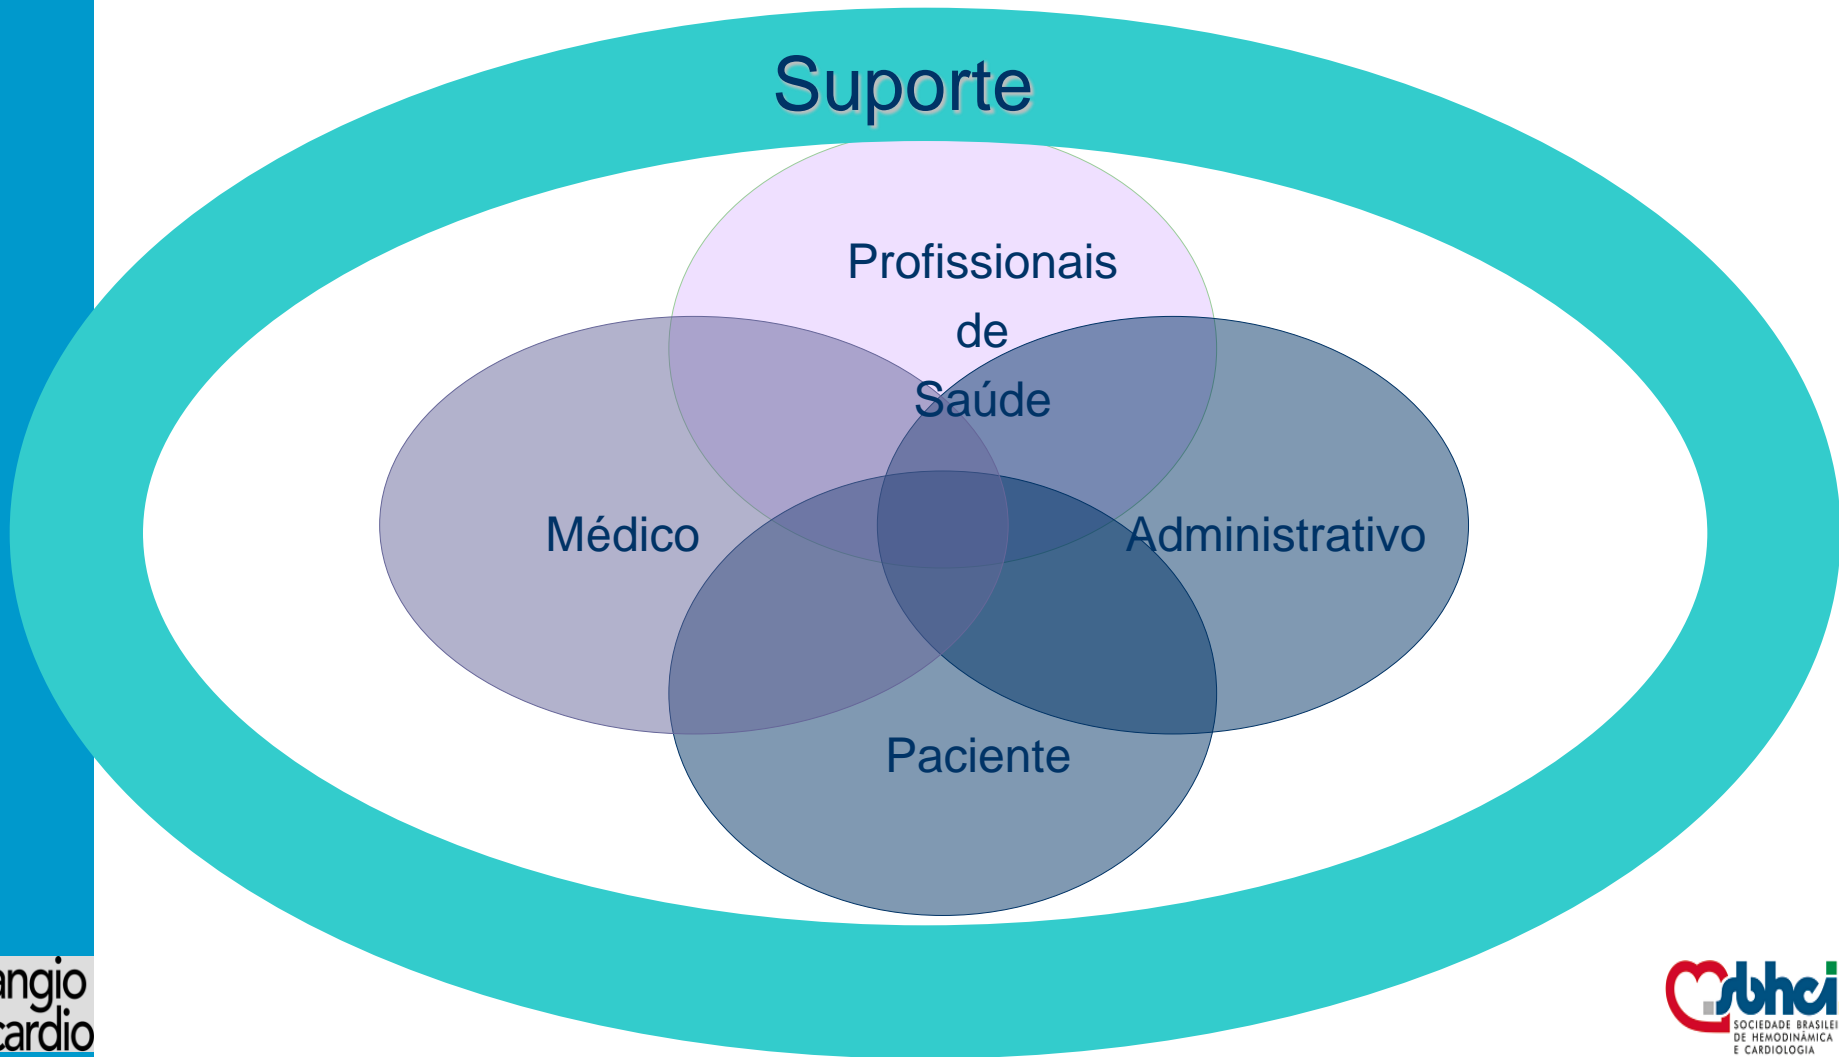 Suporte
Profissionais
de
Saúde
Médico
Administrativo
Paciente
angio
cardio
sbhci
SOCIEDADE BRASILEI
DE HEMODINÂMICA
E CARDIOLOGIA